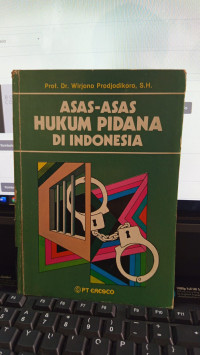 Prof. Dr. Wirjono Prodjodikoro, S.H.
ASAS-ASAS
HUKUM PIDANA
DI INDONESIA
PT ERESCO